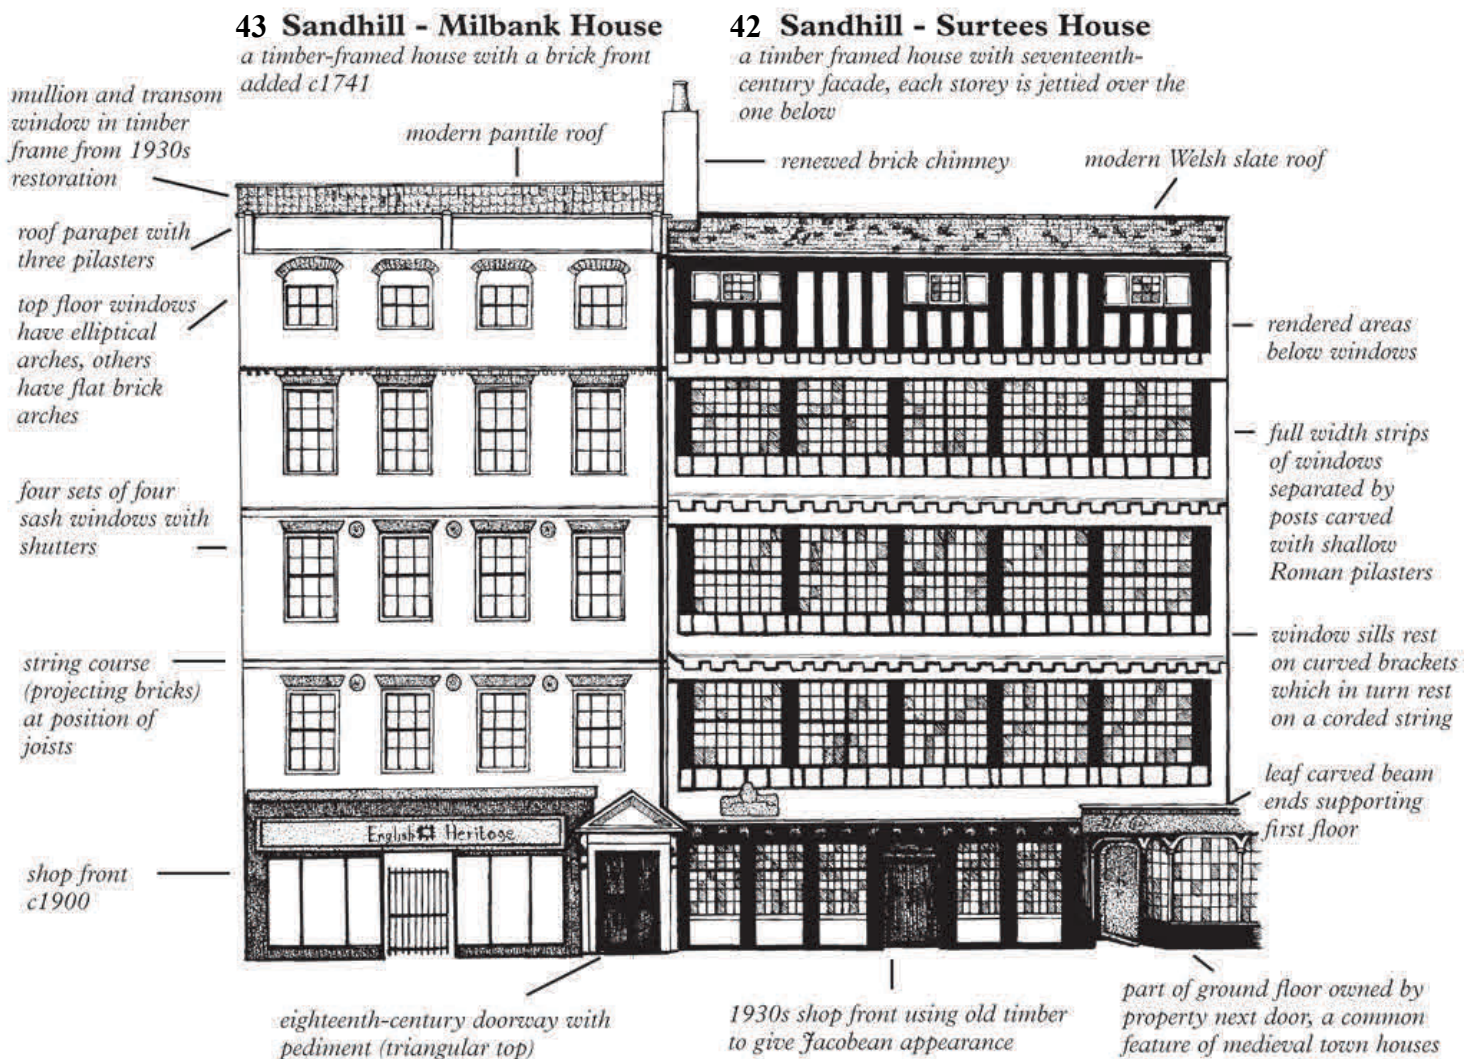 43 Sandhill - Milbank House
a timber-framed house with a brick front
added c1741
42 Sandhill - Surtees House
a timber framed house with seventeenth-
century facade, each storey is jettied over the
one below
mullion and transom
window in timber
frame from 1930s
restoration
modern pantile roof
renewed brick chimney
modern Welsh slate roof
roof parapet with
three pilasters
top floor windows
have elliptical
arches, others
have flat brick
arches
rendered areas
below windows
full width strips
of windows
separated by
posts carved
with shallow
Roman pilasters
four sets of four
sash windows with
shutters
window sills rest
on curved brackets
which in turn rest
on a corded string
string course
(projecting bricks)
at position of
joists
leaf carved beam
ends supporting
first floor
English Heritage
shop front
c1900
eighteenth-century doorway with
pediment (triangular top)
1930s shop front using old timber
to give Jacobean appearance
part of ground floor owned by
property next door, a common
feature of medieval town houses